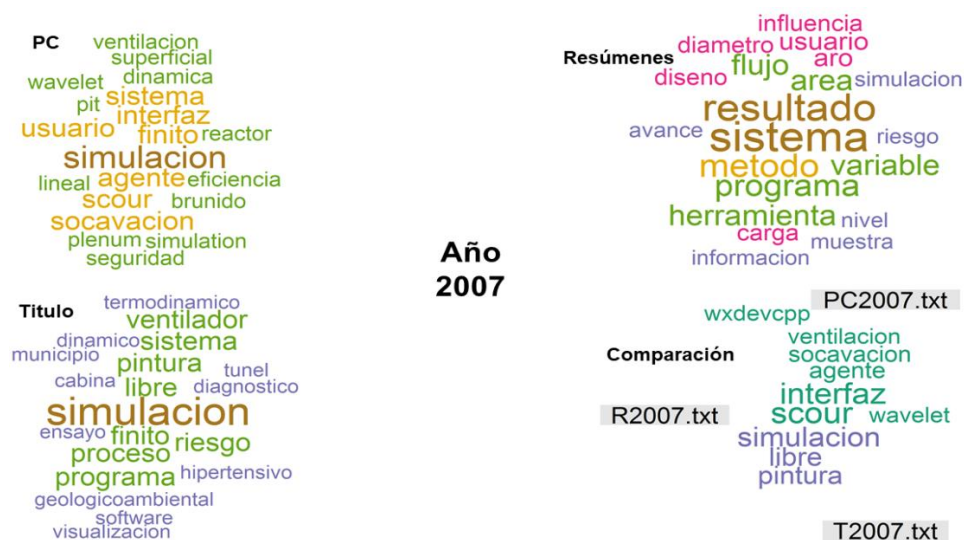 PC
ventilacion
superficial
wavelet dinamica
pit sistema
interfaz
usuario finito reactor
simulacion
lineal agente eficiencia
scour brunido
socavacion
plenum simulation
seguridad
Resúmenes
influencia
diametro usuario
flujo aro
diseno area simulacion
resultado
avance sistema riesgo
metodo variable
programa
herramienta nivel
carga muestra
informacion
Año
2007
Titulo
termodinamico
ventilador
dinamico sistema
municipio pintura tunel
cabina libre diagnostico
simulacion
ensayo finito riesgo
proceso
programa hipertensivo
geologicoambiental
software
visualizacion
Comparación
PC2007.txt
wxdevcpp
ventilacion
socavacion
agente
interfaz
R2007.txt
scour wavelet
simulacion
libre
pintura
T2007.txt